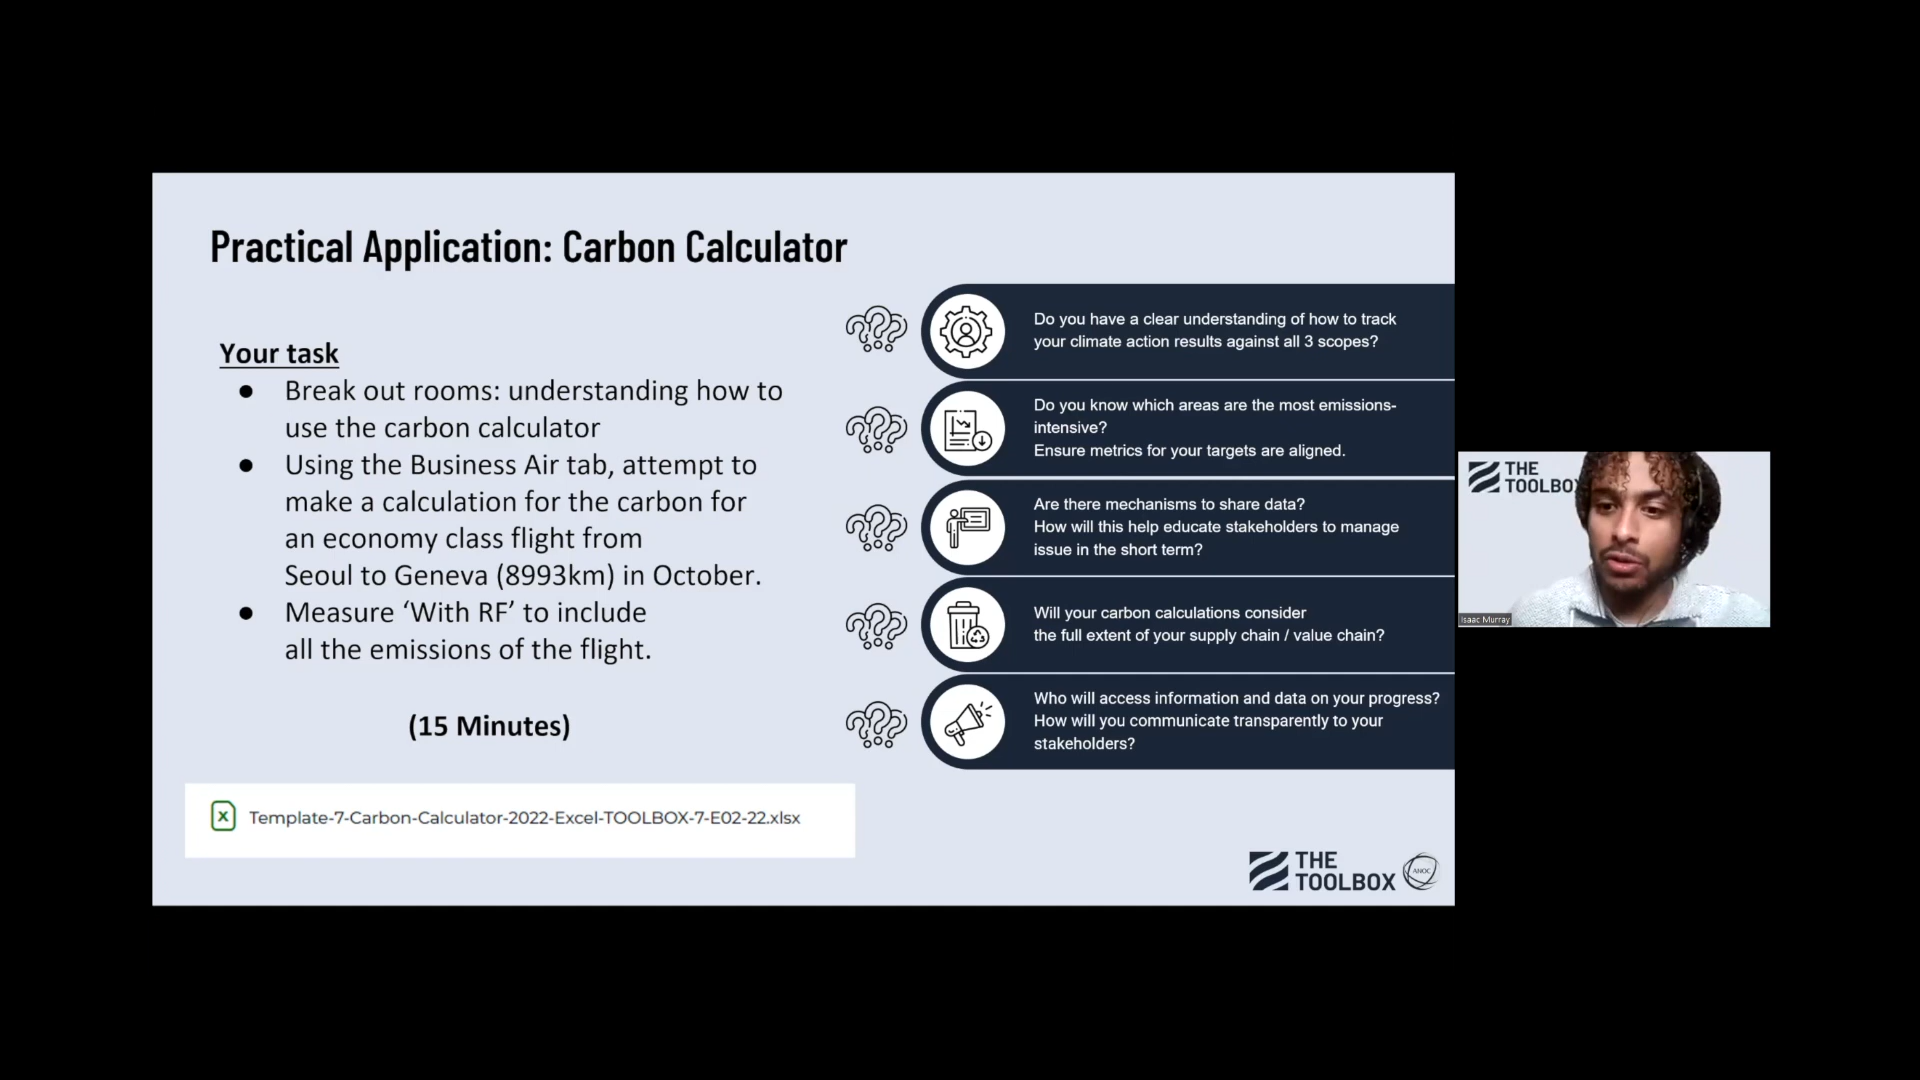 Practical Application: Carbon Calculator
Your task
● Break out rooms: understanding how to
use the carbon calculator
● Using the Business Air tab, attempt to
make a calculation for the carbon for
an economy class flight from
Seoul to Geneva (8993km) in October.
● Measure ‘With RF’ to include
all the emissions of the flight.
(15 Minutes)
Template-7-Carbon-Calculator-2022-Excel-TOOLBOX-7-E02-22.xlsx
Do you have a clear understanding of how to track
your climate action results against all 3 scopes?
Do you know which areas are the most emissions-
intensive?
Ensure metrics for your targets are aligned.
Are there mechanisms to share data?
How will this help educate stakeholders to manage
issue in the short term?
Will your carbon calculations consider
the full extent of your supply chain / value chain?
Who will access information and data on your progress?
How will you communicate transparently to your
stakeholders?
THE
TOOLBOX
ANOC
THE
TOOLBOX
Isaac Murray